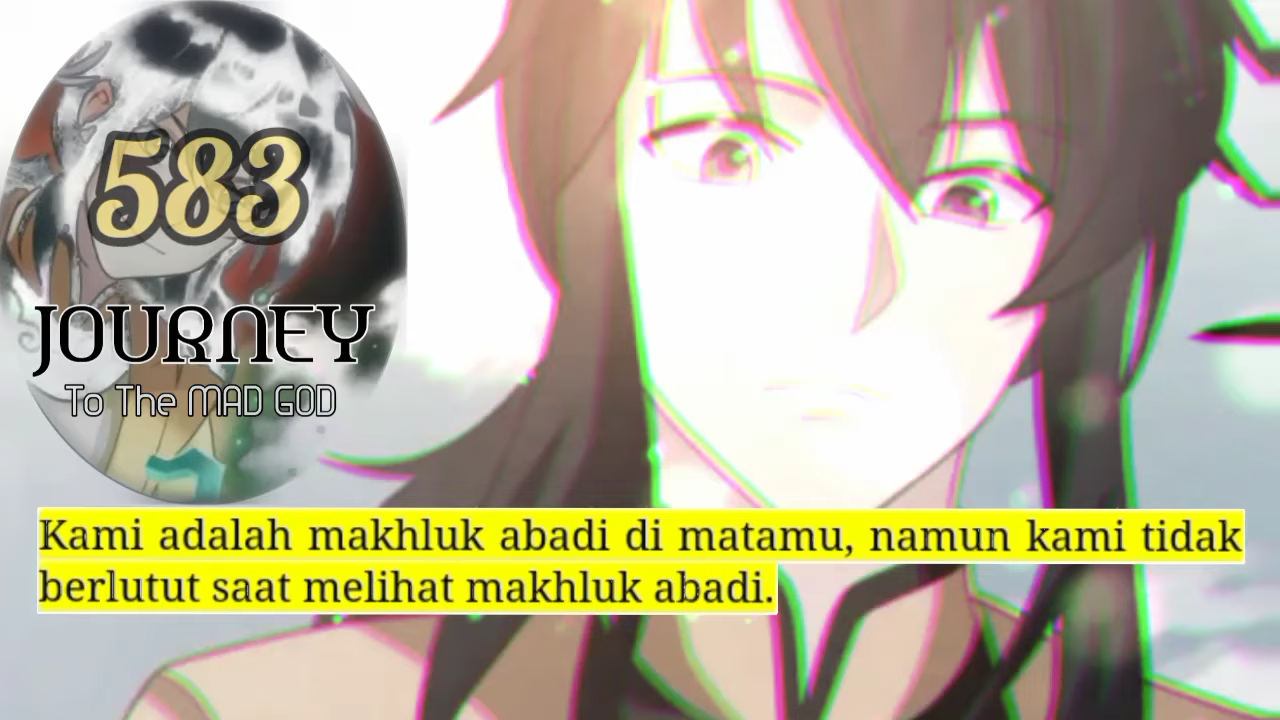 583
JOURNEY
To The MAD GOD
Kami adalah makhluk abadi di matamu, namun kami tidak
berlutut saat melihat makhluk abadi.